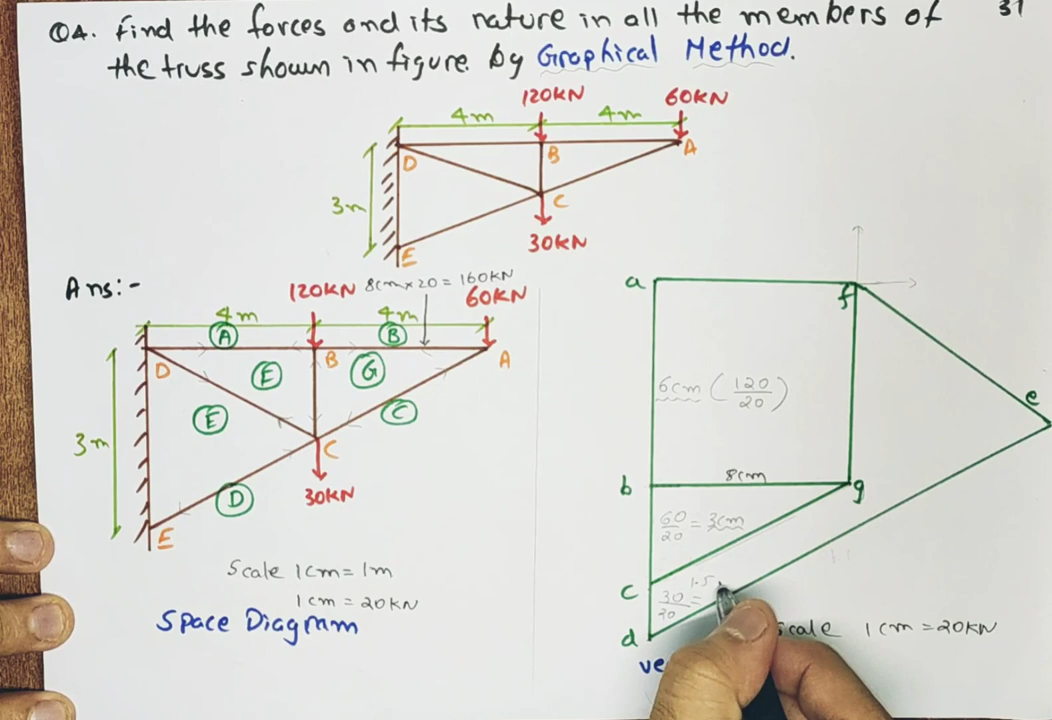 Q4. Find the forces and its nature in all the members of
the truss shown in figure by Graphical Method.
31
120KN
60KN
4m
4m
D
B
A
3m
C
E
30KN
Ans:-
120KN
8cm×20 = 160KN
60KN
4m
4m
A
B
D
B
A
E
G
E
C
C
3m
D
30KN
E
Scale 1cm = 1m
1cm = 20KN
Space Diagram
a
f
6cm (120/20)
e
b
8cm
g
60/20 = 3cm
c
1.5
30/20 =
d
Scale 1cm = 20KN
ve